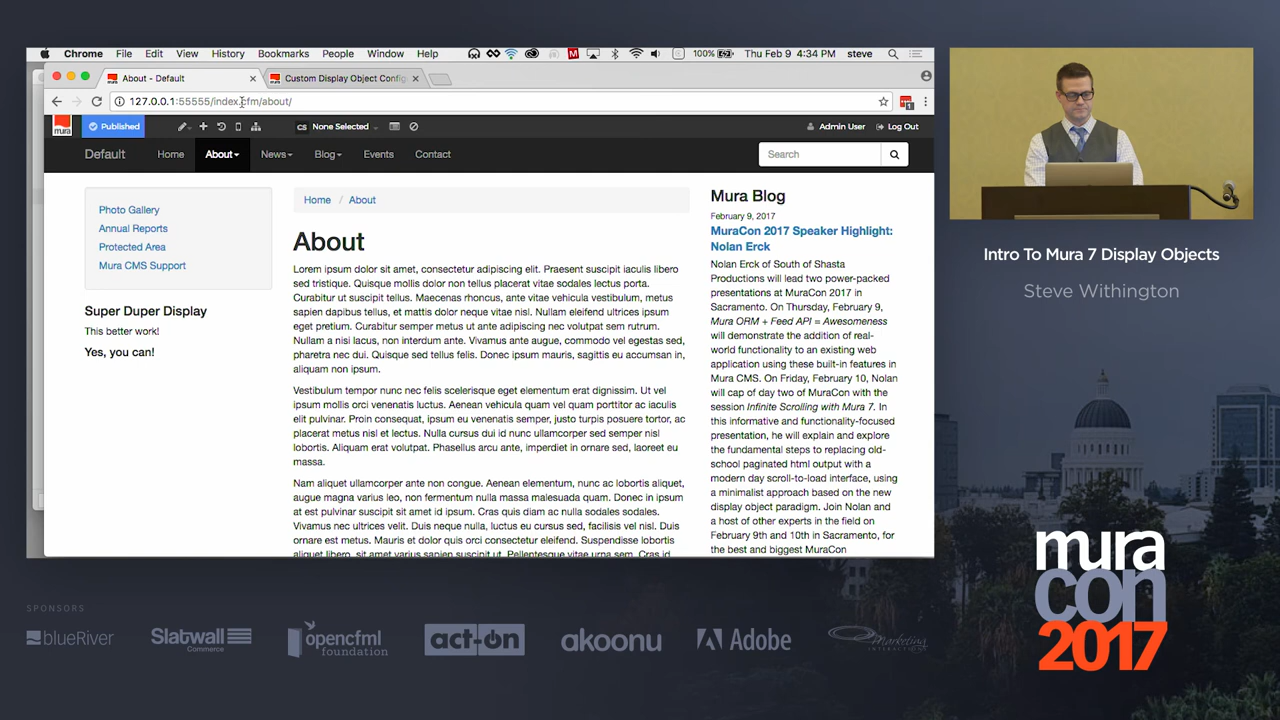 Chrome File Edit View History Bookmarks People Window Help
M 100% Thu Feb 9 4:34 PM steve
About - Default
Custom Display Object Config
127.0.0.1:55555/index.cfm/about/
1
mura Published CS None Selected Admin User Log Out
Default Home About News Blog Events Contact Search
Photo Gallery
Annual Reports
Protected Area
Mura CMS Support
Super Duper Display
This better work!
Yes, you can!
Home / About
About
Lorem ipsum dolor sit amet, consectetur adipiscing elit. Praesent suscipit iaculis libero
sed tristique. Quisque mollis dolor non tellus placerat vitae sodales lectus porta.
Curabitur ut suscipit tellus. Maecenas rhoncus, ante vitae vehicula vestibulum, metus
sapien dapibus tellus, et mattis dolor neque vitae nunc. Nullam eleifend ultrices tortor,
eget pretium. Curabitur semper metus ut ante adipiscing nec volutpat sem rutrum.
Nullam a nisi lacus, non interdum ante. Vivamus ante augue, commodo vel egestas sed,
pharetra nec dui. Quisque sed tellus felis. Donec ipsum mauris, sagittis eu accumsan in,
aliquam non ipsum.
Vestibulum tempor nunc nec felis scelerisque eget elementum erat dignissim. Ut vel
ipsum mollis orci venenatis luctus. Aenean vehicula quam vel quam porttitor ac iaculis
elit pulvinar. Proin consequat, ipsum eu venenatis semper, justo turpis posuere tortor, ac
placerat metus nisl et lectus. Nulla cursus dui id nunc ullamcorper sed semper nisl
lobortis. Aliquam erat volutpat. Phasellus arcu ante, imperdiet in ornare sed, laoreet eu
massa.
Nam aliquet ullamcorper ante non congue. Aenean elementum, nunc ac lobortis aliquet,
augue magna varius leo, non fermentum nulla massa malesuada quam. Donec in ipsum
at est pulvinar dictum sit amet id ipsum. Cras quis diam ac nulla sodales sodales.
Vivamus nec ultrices velit. Duis neque nulla, luctus eu cursus sed, facilisis vel nisl. Duis
ornare est metus. Mauris et dolor quis orci consectetur elementum. Suspendisse lobortis
aliquet libero, sit amet varius sapien suscipit ut. Pellentesque vitae urna sem. Cras id
Mura Blog
February 9, 2017
MuraCon 2017 Speaker Highlight:
Nolan Erck
Nolan Erck of South of Shasta
Productions will lead two power-packed
presentations at MuraCon 2017 in
Sacramento. On Thursday, February 9,
Mura ORM + Feed API = Awesomeness
will demonstrate the addition of real-
world functionality to an existing web
application using these built-in features in
Mura CMS. On Friday, February 10, Nolan
will cap of day two of MuraCon with the
session Infinite Scrolling with Mura 7. In
this informative and functionality-focused
presentation, he will explain and explore
the fundamental steps to replacing old-
school paginated html output with a
modern day scroll-to-load interface, using
a minimalist approach based on the new
display object paradigm. Join Nolan and
a host of other experts in the field on
February 9th and 10th in Sacramento, for
the best and biggest MuraCon
Intro To Mura 7 Display Objects
Steve Withington
SPONSORS
blueRiver
Slatwall
Commerce
opencfml
foundation
act-on
akoonu
Adobe
Marketing
mura
con
2017